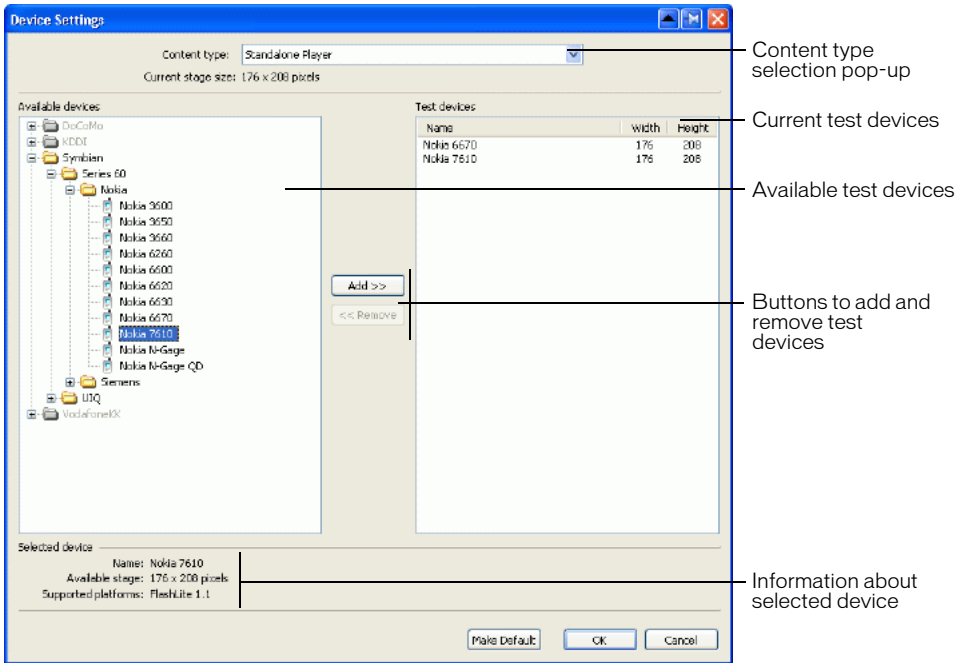 Device Settings
Content type: Standalone Player
Current stage size: 176 x 208 pixels
Available devices
DoCoMo
KDDI
Symbian
Series 60
Nokia
Nokia 3600
Nokia 3650
Nokia 3660
Nokia 6260
Nokia 6600
Nokia 6620
Nokia 6630
Nokia 6670
Nokia 7610
Nokia N-Gage
Nokia N-Gage QD
Siemens
UIQ
VodafoneKK
Add >>
<< Remove
Test devices
Name Width Height
Nokia 6670 176 208
Nokia 7610 176 208
Selected device
Name: Nokia 7610
Available stage: 176 x 208 pixels
Supported platforms: FlashLite 1.1
Make Default OK Cancel
Content type
selection pop-up
Current test devices
Available test devices
Buttons to add and
remove test
devices
Information about
selected device